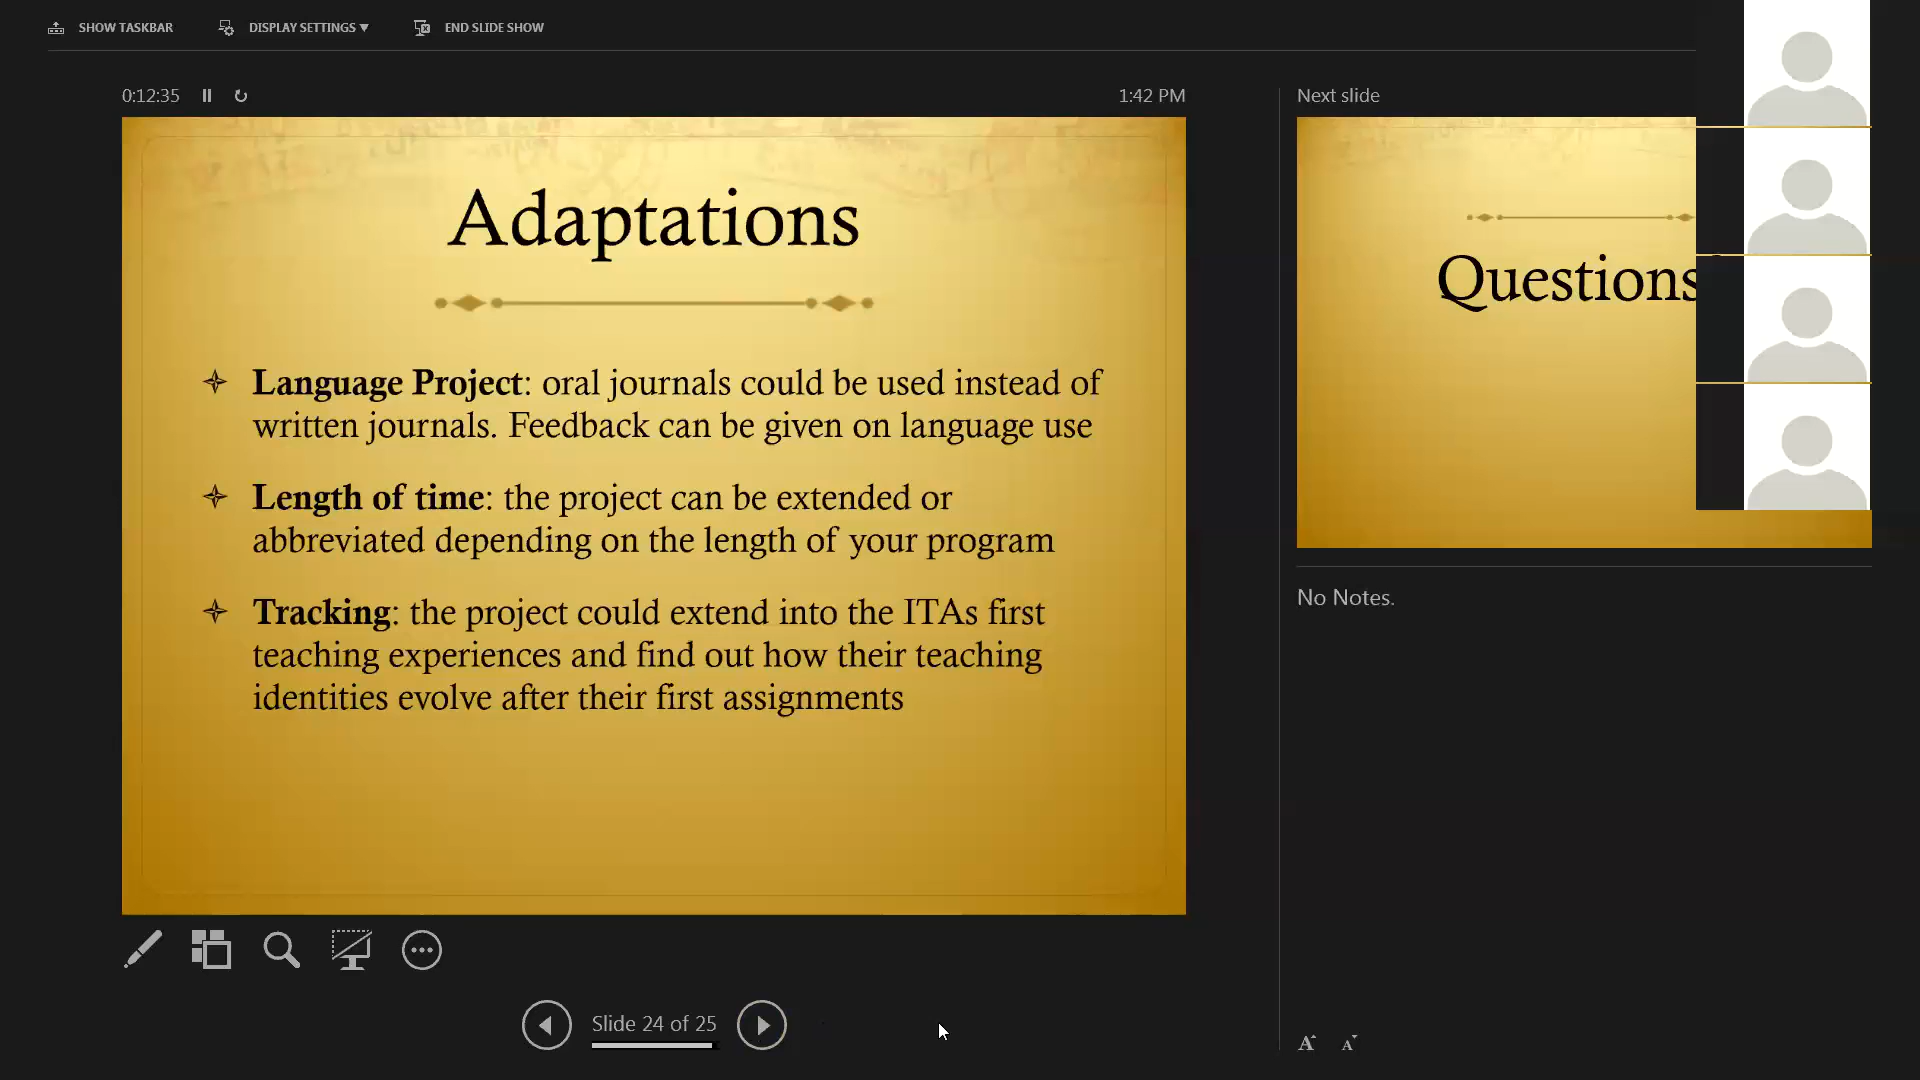 SHOW TASKBAR
DISPLAY SETTINGS
END SLIDE SHOW
0:12:35
1:42 PM
Next slide
Adaptations
Language Project: oral journals could be used instead of
written journals. Feedback can be given on language use
Length of time: the project can be extended or
abbreviated depending on the length of your program
Tracking: the project could extend into the ITAs first
teaching experiences and find out how their teaching
identities evolve after their first assignments
Questions
No Notes.
Slide 24 of 25
A A